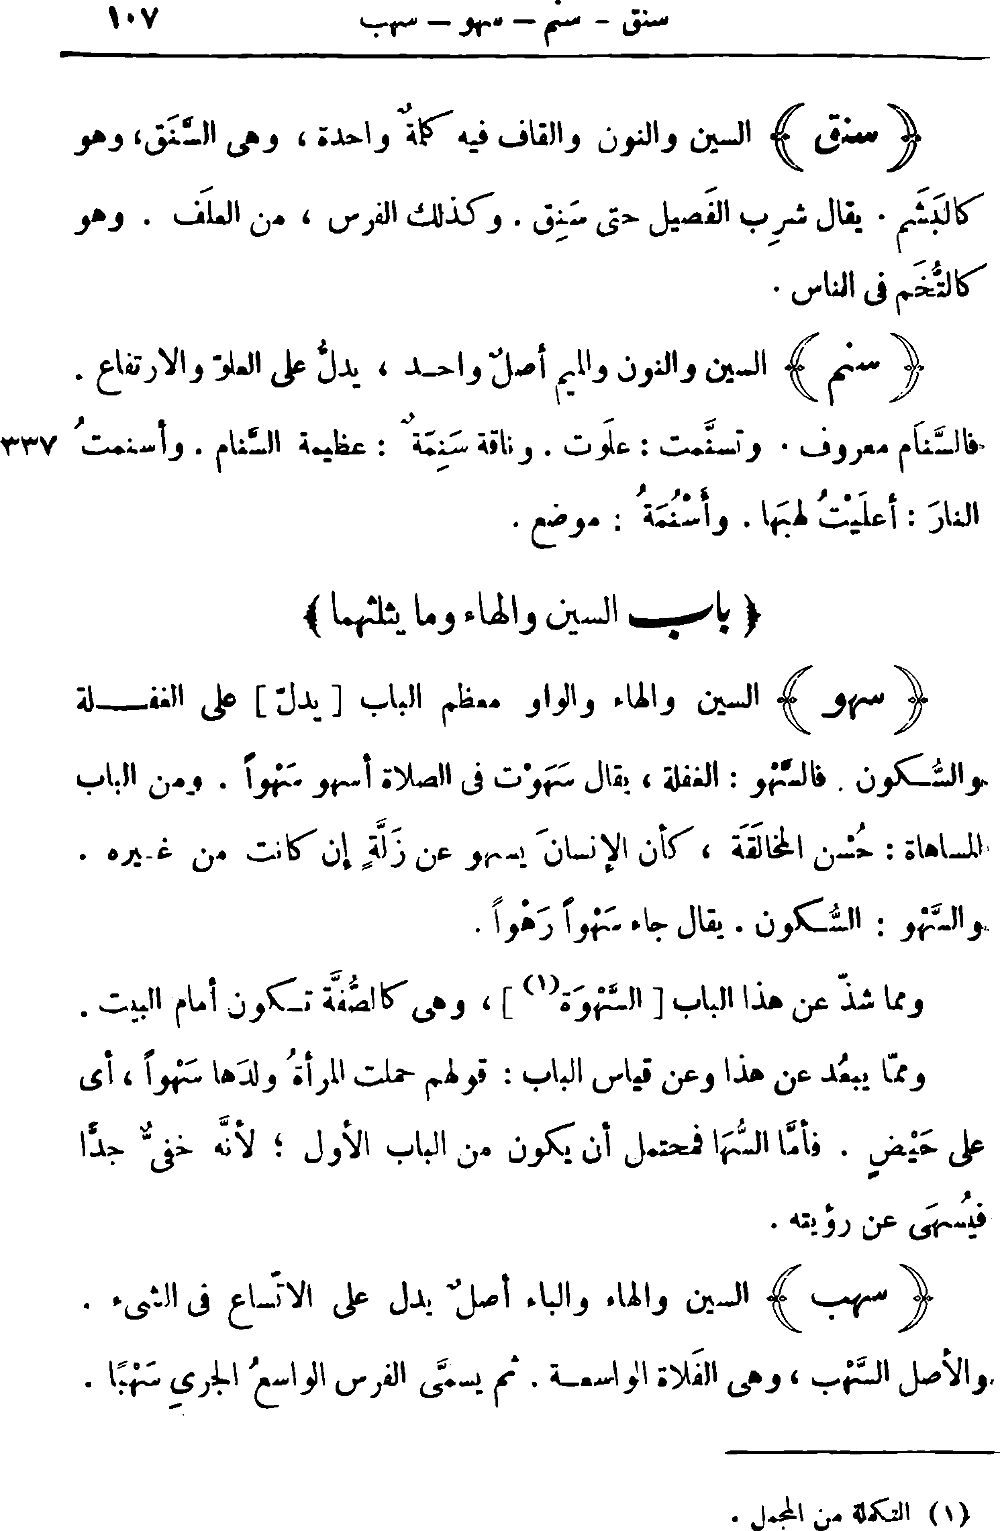 سنق – سنم – سهو – سهب ١٠٧
﴿ سنق ﴾ السين والنون والقاف فيه كلمةٌ واحدة ، وهى السَّنَق، وهو
كالبَشَم . يقال شرِب الفَصيل حتى سَنِق . وكذلك الفرس ، من العلَف . وهو
كالتُّخَم فى الناس .
﴿ سنم ﴾ السين والنون والميم أصلٌ واحد ، يدلُّ على العلوّ والارتفاع .
فالسَّنَام معروف . وتسنَّمت : علَوت . وناقة سَنِمَةٌ : عظيمة السَّنام . وأسنمتُ ٣٣٧
النارَ : أعلَيْتُ لهبَها . وأَسْنُمَةُ : موضع .
﴿ باب السين والهاء وما يثلثهما ﴾
﴿ سهو ﴾ السين والهاء والواو معظم الباب [ يدلّ ] على الغفلة
والسُّكون . فالسَّهْو : الغفلة ، يقال سَهَوْت فى الصلاة أسهو سَهْواً . ومن الباب
المساهاة : حُسْن المخالَقَة ، كأن الإنسانَ يسهو عن زَلَّةٍ إن كانت من غيره .
والسَّهْو : السُّكون . يقال جاء سَهْواً رَهْواً .
ومما شذّ عن هذا الباب [ السَّهْوَة(١) ] ، وهى كالصُّفَّة تكون أمام البيت .
وممّا يبعُد عن هذا وعن قياس الباب : قولهم حملت المرأةُ ولدَها سَهْواً ، أى
على حَيْضٍ . فأمَّا السُّهَا فمحتمل أن يكون من الباب الأول ؛ لأنَّه خفىٌّ جدًّا
فيُسهَى عن رؤيته .
﴿ سهب ﴾ السين والهاء والباء أصلٌ يدل على الاتّساع فى الشىء .
والأصل السَّهْب ، وهى الفَلاة الواسعة . ثم يسمَّى الفرس الواسعُ الجري سَهْبًا .
(١) التكملة من المجمل .